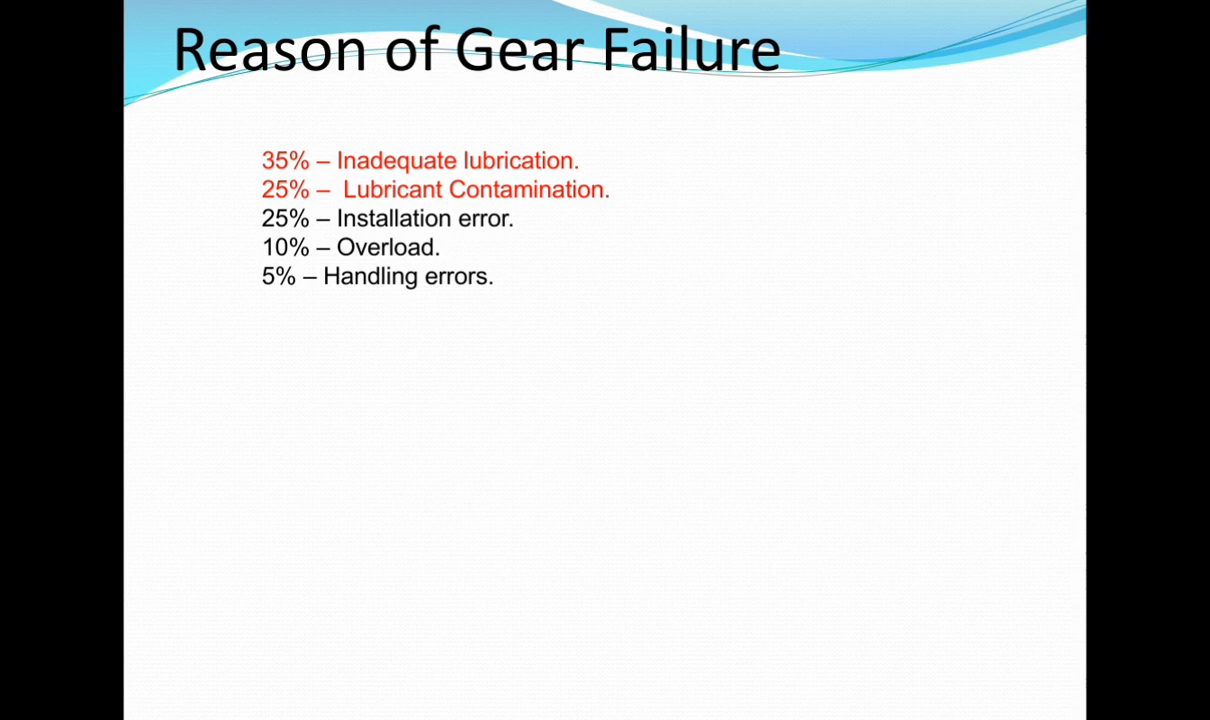 Reason of Gear Failure
35% – Inadequate lubrication.
25% –  Lubricant Contamination.
25% – Installation error.
10% – Overload.
5% – Handling errors.